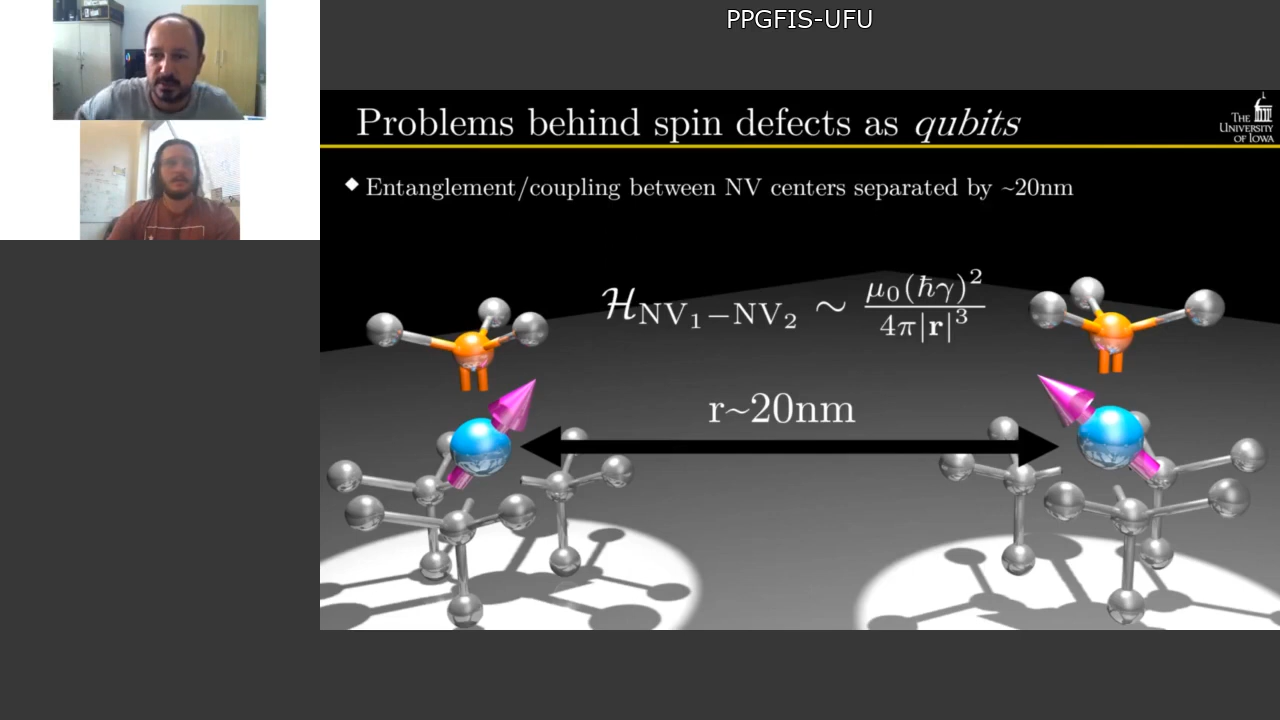 PPGFIS-UFU
Problems behind spin defects as qubits
THE
UNIVERSITY
OF IOWA
Entanglement/coupling between NV centers separated by ~20nm
ℋ_{NV₁−NV₂} ∼ μ₀(ħγ)² / 4π|r|³
r~20nm